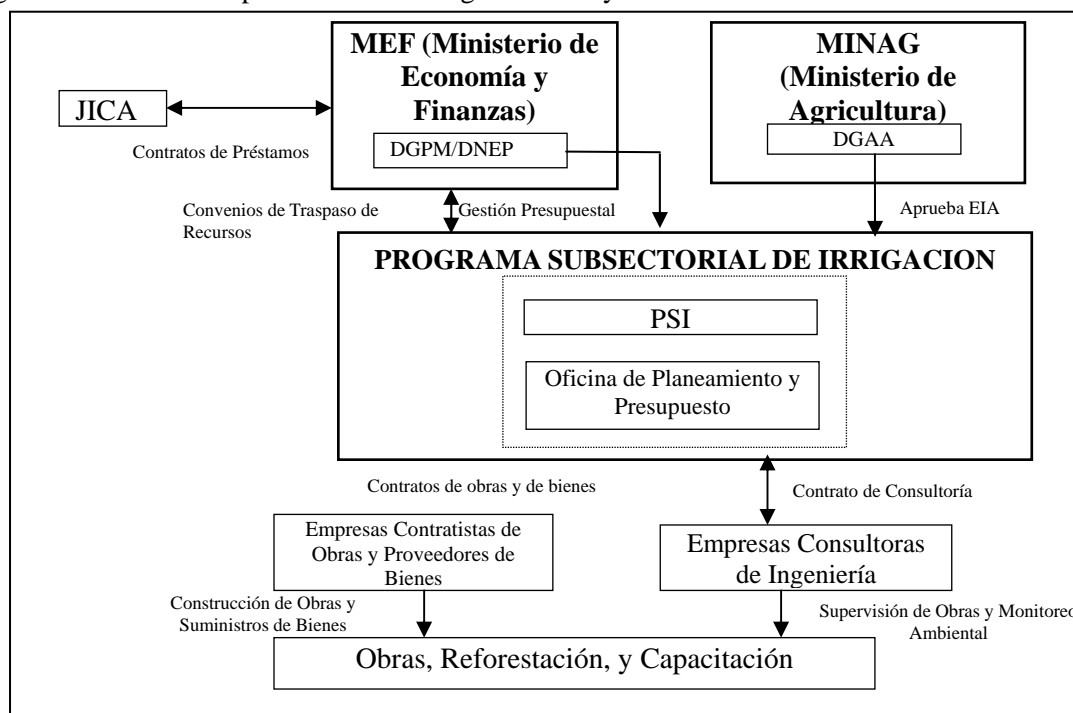 MEF (Ministerio de
Economía y
Finanzas)
DGPM/DNEP
MINAG
(Ministerio de
Agricultura)
DGAA
JICA
Contratos de Préstamos
Convenios de Traspaso de
Recursos
Gestión Presupuestal
Aprueba EIA
PROGRAMA SUBSECTORIAL DE IRRIGACION
PSI
Oficina de Planeamiento y
Presupuesto
Contratos de obras y de bienes
Contrato de Consultoría
Empresas Contratistas de
Obras y Proveedores de
Bienes
Empresas Consultoras
de Ingeniería
Construcción de Obras y
Suministros de Bienes
Supervisión de Obras y Monitoreo
Ambiental
Obras, Reforestación, y Capacitación